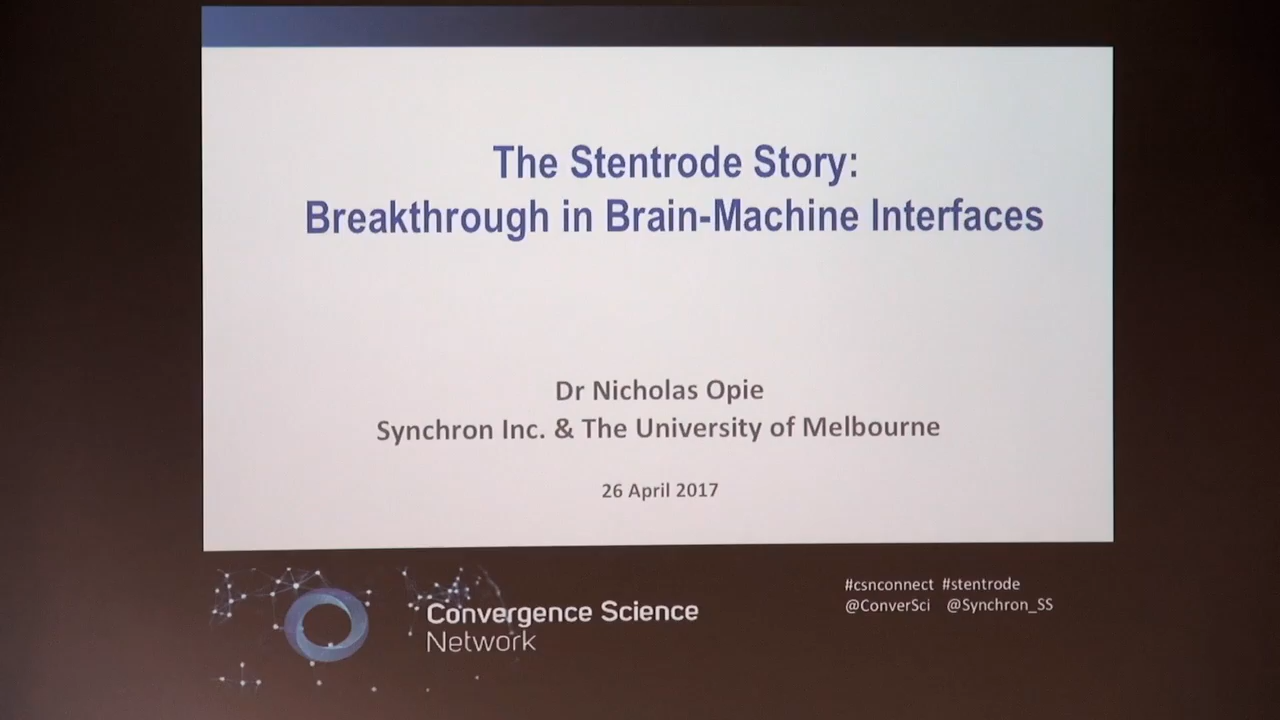 The Stentrode Story:
Breakthrough in Brain-Machine Interfaces
Dr Nicholas Opie
Synchron Inc. & The University of Melbourne
26 April 2017
Convergence Science
Network
#csnconnect #stentrode
@ConverSci @Synchron_SS